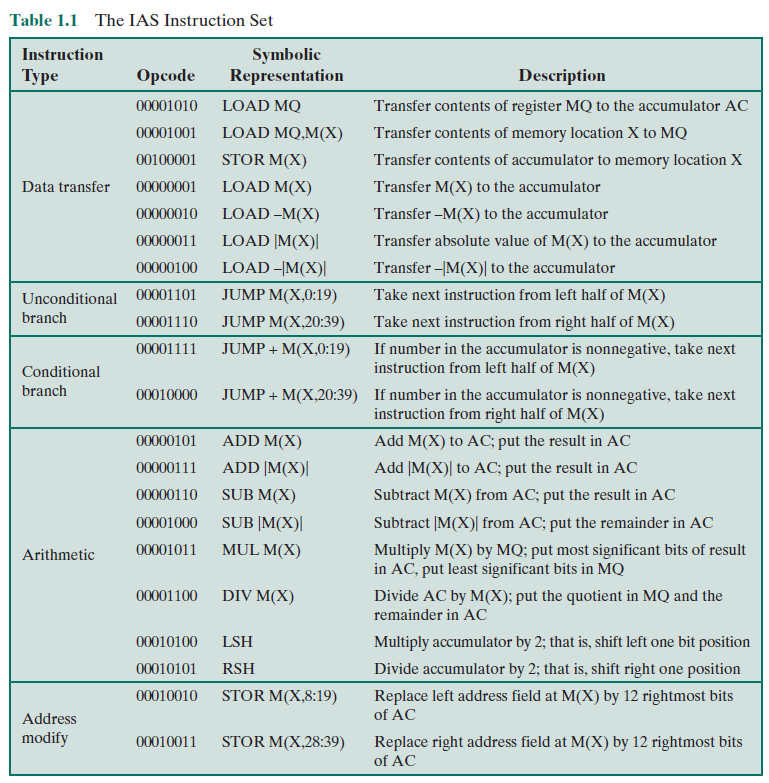 Table 1.1 The IAS Instruction Set
Instruction Type Opcode Symbolic Representation Description
Data transfer
00001010 LOAD MQ Transfer contents of register MQ to the accumulator AC
00001001 LOAD MQ,M(X) Transfer contents of memory location X to MQ
00100001 STOR M(X) Transfer contents of accumulator to memory location X
00000001 LOAD M(X) Transfer M(X) to the accumulator
00000010 LOAD –M(X) Transfer –M(X) to the accumulator
00000011 LOAD |M(X)| Transfer absolute value of M(X) to the accumulator
00000100 LOAD –|M(X)| Transfer –|M(X)| to the accumulator
Unconditional
branch
00001101 JUMP M(X,0:19) Take next instruction from left half of M(X)
00001110 JUMP M(X,20:39) Take next instruction from right half of M(X)
Conditional
branch
00001111 JUMP + M(X,0:19) If number in the accumulator is nonnegative, take next
instruction from left half of M(X)
00010000 JUMP + M(X,20:39) If number in the accumulator is nonnegative, take next
instruction from right half of M(X)
Arithmetic
00000101 ADD M(X) Add M(X) to AC; put the result in AC
00000111 ADD |M(X)| Add |M(X)| to AC; put the result in AC
00000110 SUB M(X) Subtract M(X) from AC; put the result in AC
00001000 SUB |M(X)| Subtract |M(X)| from AC; put the remainder in AC
00001011 MUL M(X) Multiply M(X) by MQ; put most significant bits of result
in AC, put least significant bits in MQ
00001100 DIV M(X) Divide AC by M(X); put the quotient in MQ and the
remainder in AC
00010100 LSH Multiply accumulator by 2; that is, shift left one bit position
00010101 RSH Divide accumulator by 2; that is, shift right one position
Address
modify
00010010 STOR M(X,8:19) Replace left address field at M(X) by 12 rightmost bits
of AC
00010011 STOR M(X,28:39) Replace right address field at M(X) by 12 rightmost bits
of AC